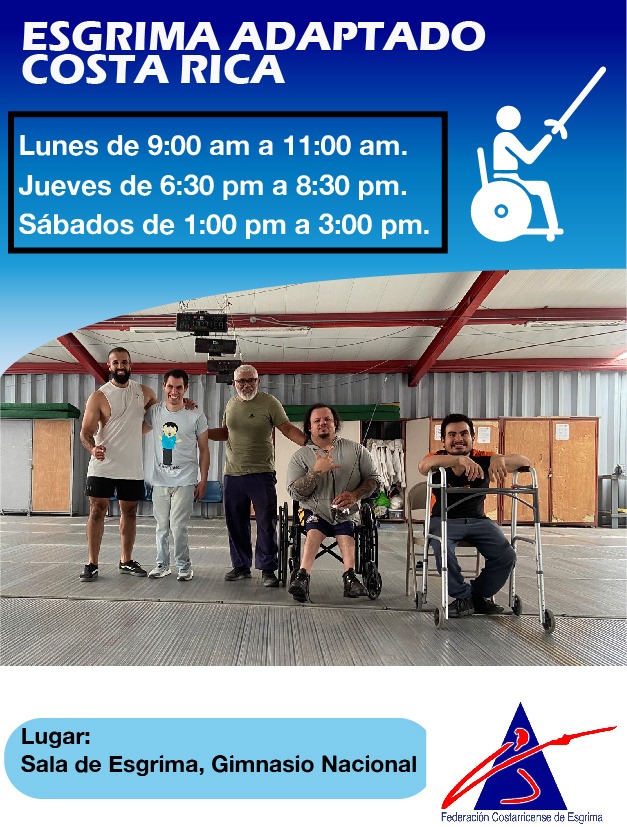 ESGRIMA ADAPTADO
COSTA RICA
Lunes de 9:00 am a 11:00 am.
Jueves de 6:30 pm a 8:30 pm.
Sábados de 1:00 pm a 3:00 pm.
Lugar:
Sala de Esgrima, Gimnasio Nacional
Federación Costarricense de Esgrima